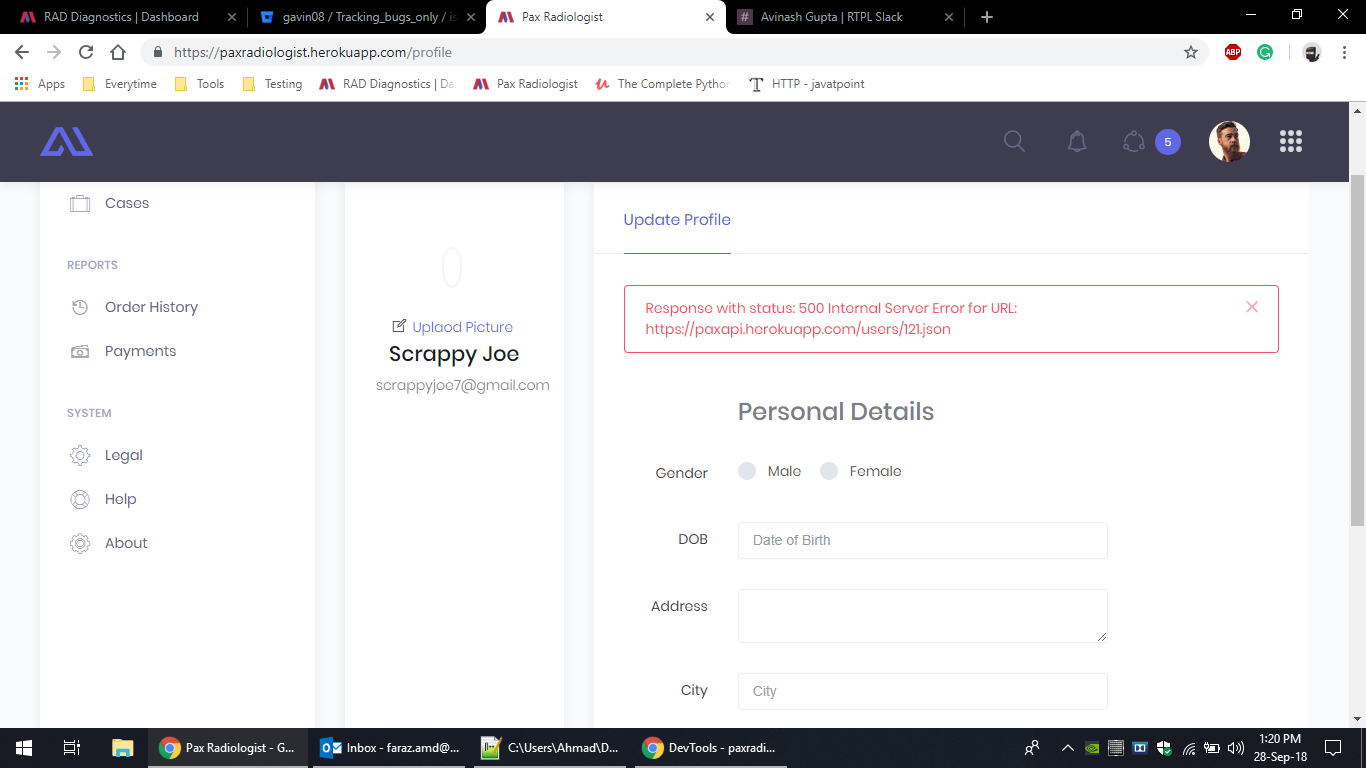 RAD Diagnostics | Dashboard
gavin08 / Tracking_bugs_only / is
Pax Radiologist
# Avinash Gupta | RTPL Slack
https://paxradiologist.herokuapp.com/profile
ABP
Apps
Everytime
Tools
Testing
RAD Diagnostics | Da
Pax Radiologist
The Complete Python
HTTP - javatpoint
5
Cases
REPORTS
Order History
Payments
SYSTEM
Legal
Help
About
Uplaod Picture
Scrappy Joe
scrappyjoe7@gmail.com
Update Profile
Response with status: 500 Internal Server Error for URL:
https://paxapi.herokuapp.com/users/121.json
Personal Details
Gender Male Female
DOB Date of Birth
Address
City City
Pax Radiologist - G...
Inbox - faraz.amd@...
C:\Users\Ahmad\D...
DevTools - paxradi...
1:20 PM
28-Sep-18